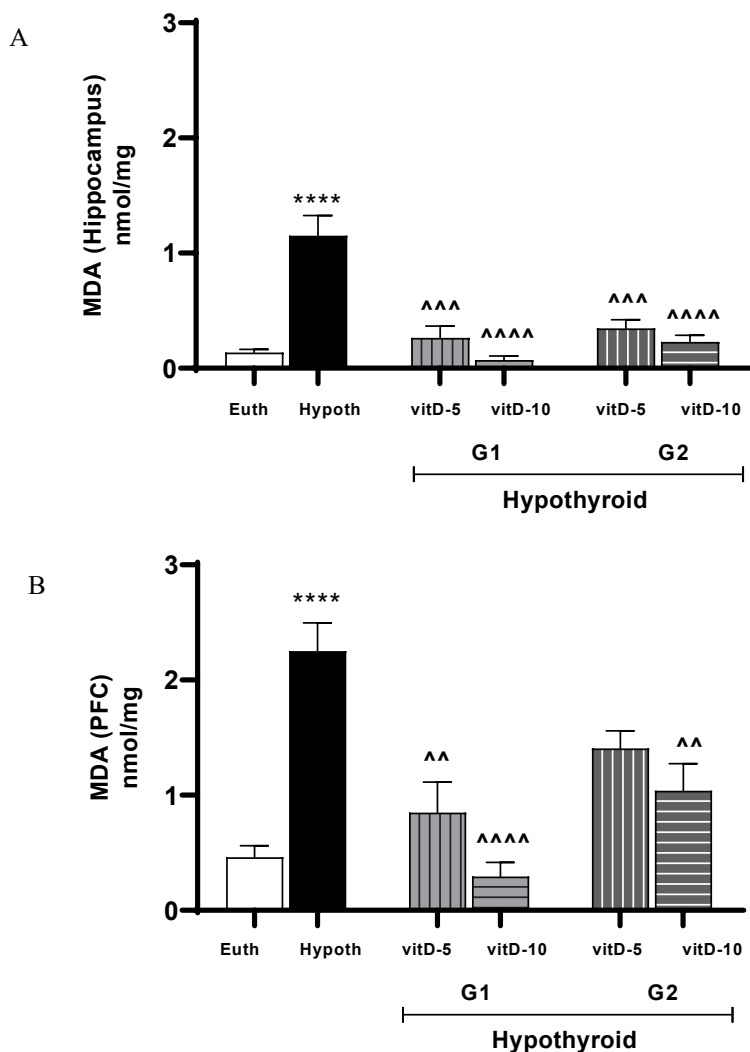 A
MDA (Hippocampus)
nmol/mg
3
2
1
0
****
^^^
^^^^
^^^
^^^^
Euth Hypoth vitD-5 vitD-10 vitD-5 vitD-10
G1 G2
Hypothyroid
B
MDA (PFC)
nmol/mg
3
2
1
0
****
^^
^^^^
^^
Euth Hypoth vitD-5 vitD-10 vitD-5 vitD-10
G1 G2
Hypothyroid